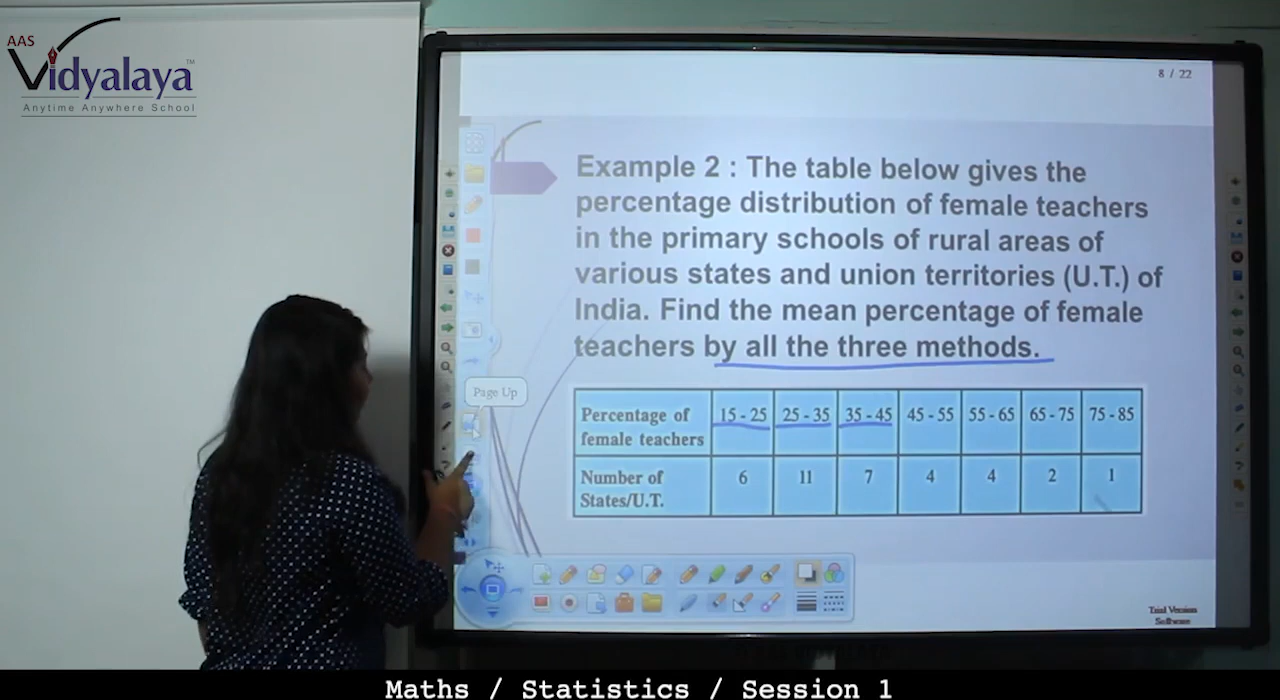 AAS
Vidyalaya™
Anytime Anywhere School
8 / 22
Example 2 : The table below gives the
percentage distribution of female teachers
in the primary schools of rural areas of
various states and union territories (U.T.) of
India. Find the mean percentage of female
teachers by all the three methods.
Page Up
Percentage of female teachers 15 - 25 25 - 35 35 - 45 45 - 55 55 - 65 65 - 75 75 - 85
Number of States/U.T. 6 11 7 4 4 2 1
Trial Version
Software
Maths / Statistics / Session 1